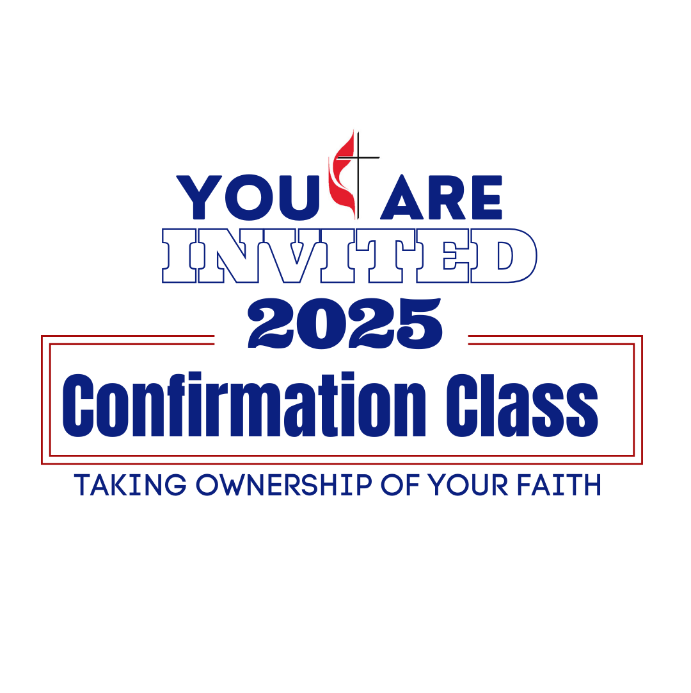 YOU ARE
INVITED
2025
Confirmation Class
TAKING OWNERSHIP OF YOUR FAITH